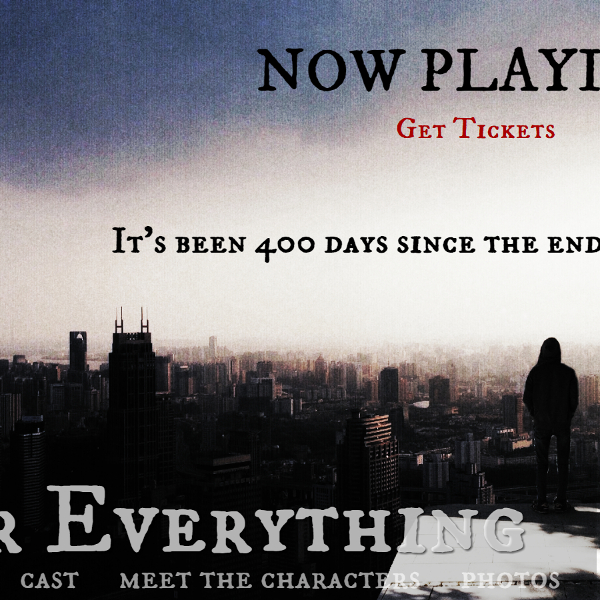 NOW PLAYI
Get Tickets
It's been 400 days since the end
r Everything
cast meet the characters photos